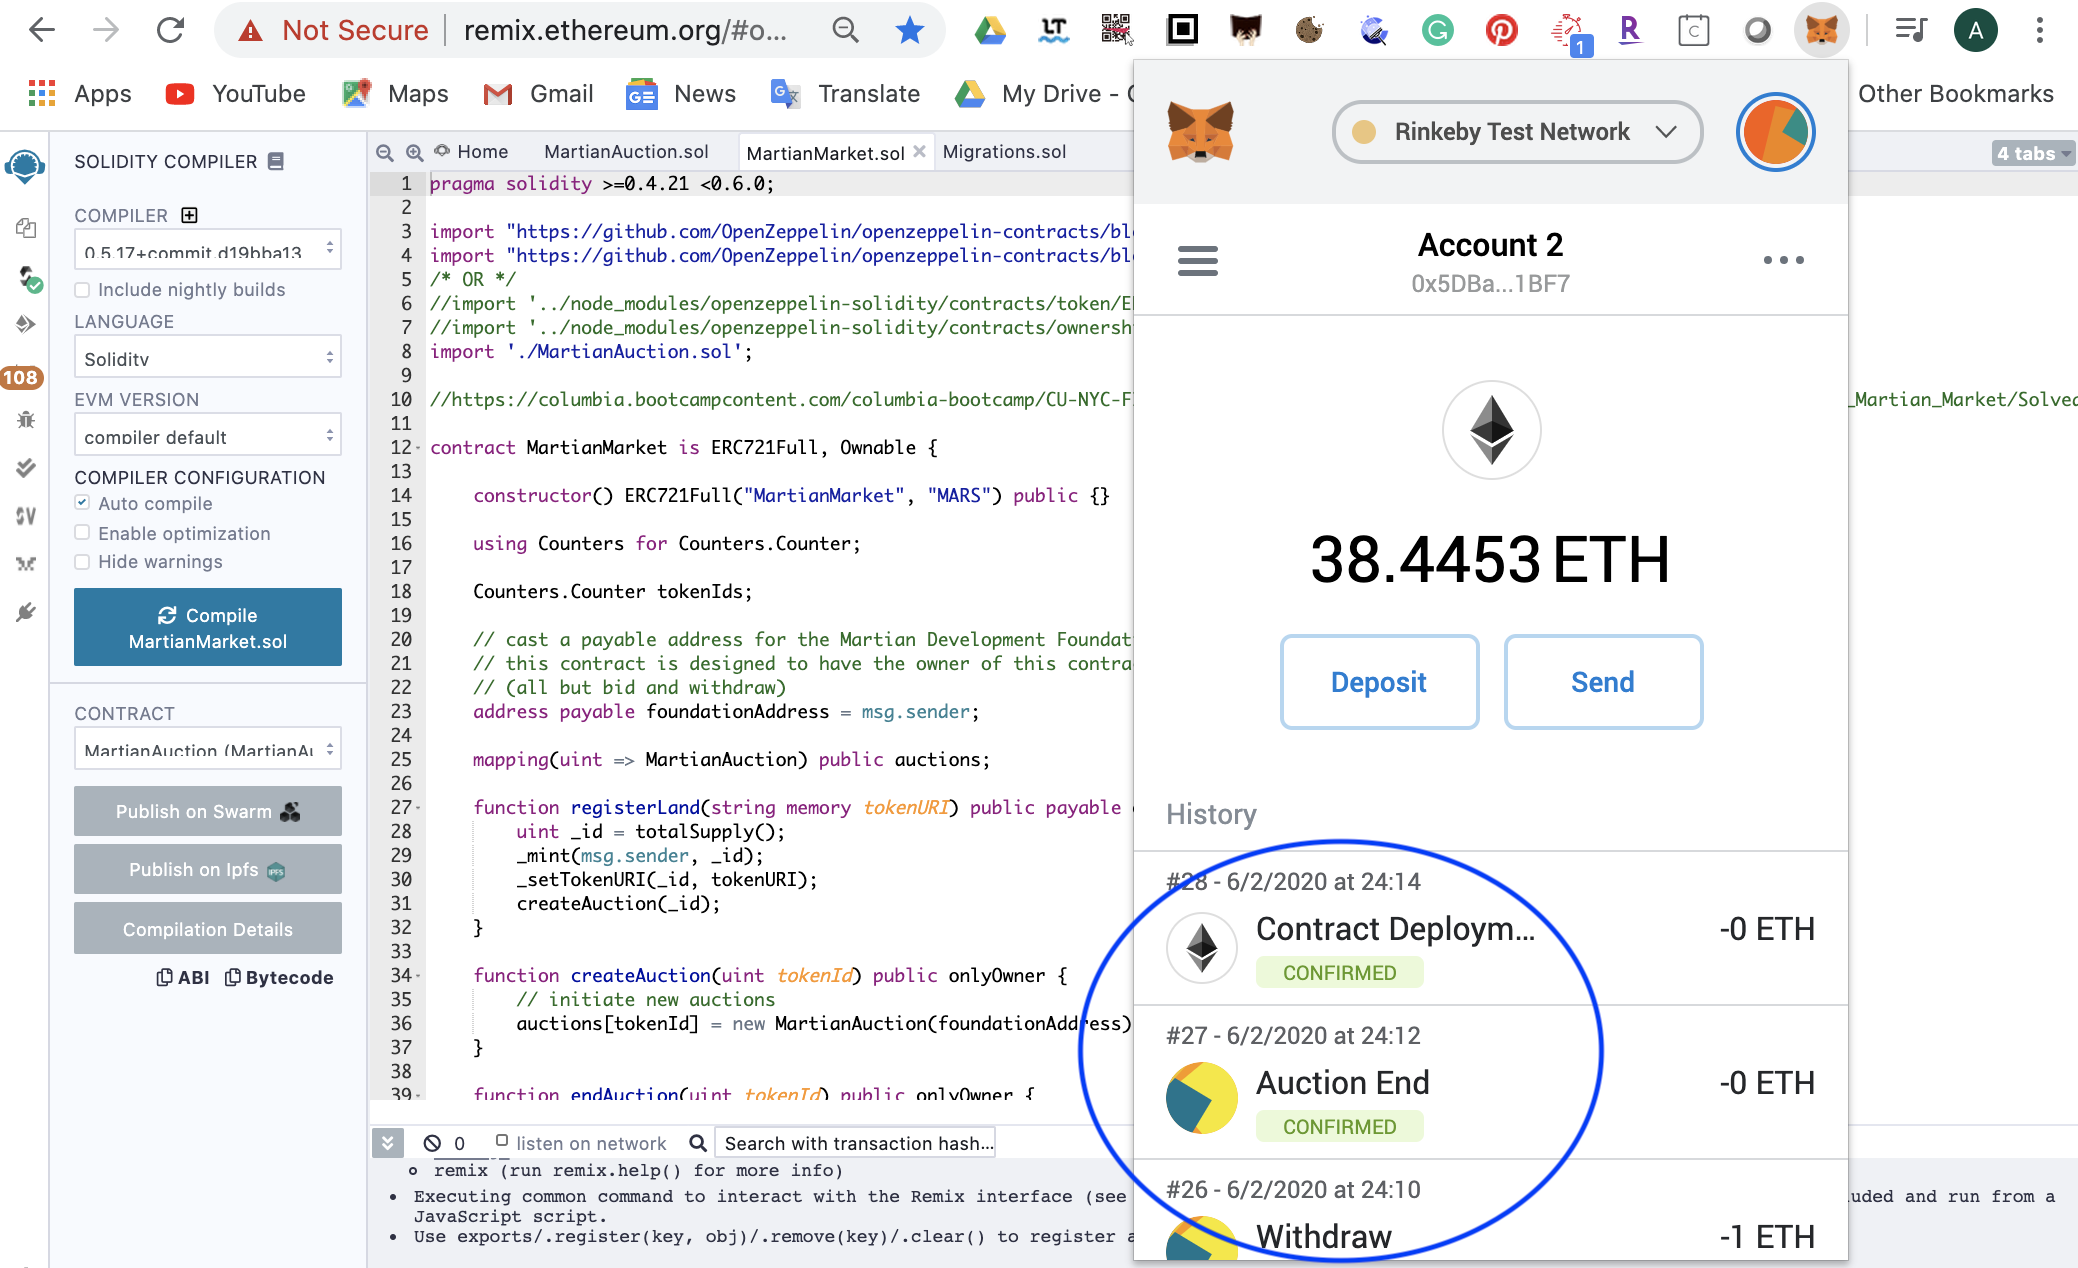 Not Secure
remix.ethereum.org/#o...
LT
1
R
C
A
Apps
YouTube
Maps
Gmail
News
Translate
My Drive -
Other Bookmarks
SOLIDITY COMPILER
COMPILER
0.5.17+commit.d19bba13
Include nightly builds
LANGUAGE
Solidity
EVM VERSION
compiler default
COMPILER CONFIGURATION
Auto compile
Enable optimization
Hide warnings
Compile
MartianMarket.sol
CONTRACT
MartianAuction (MartianAu
Publish on Swarm
Publish on Ipfs
IPFS
Compilation Details
ABI
Bytecode
108
Home
MartianAuction.sol
MartianMarket.sol
Migrations.sol
4 tabs
1 pragma solidity >=0.4.21 <0.6.0;
2
3 import "https://github.com/OpenZeppelin/openzeppelin-contracts/bl
4 import "https://github.com/OpenZeppelin/openzeppelin-contracts/bl
5 /* OR */
6 //import '../node_modules/openzeppelin-solidity/contracts/token/E
7 //import '../node_modules/openzeppelin-solidity/contracts/ownersh
8 import './MartianAuction.sol';
9
10 //https://columbia.bootcampcontent.com/columbia-bootcamp/CU-NYC-F _Martian_Market/Solved
11
12 contract MartianMarket is ERC721Full, Ownable {
13
14 constructor() ERC721Full("MartianMarket", "MARS") public {}
15
16 using Counters for Counters.Counter;
17
18 Counters.Counter tokenIds;
19
20 // cast a payable address for the Martian Development Foundat
21 // this contract is designed to have the owner of this contra
22 // (all but bid and withdraw)
23 address payable foundationAddress = msg.sender;
24
25 mapping(uint => MartianAuction) public auctions;
26
27 function registerLand(string memory tokenURI) public payable
28 uint _id = totalSupply();
29 _mint(msg.sender, _id);
30 _setTokenURI(_id, tokenURI);
31 createAuction(_id);
32 }
33
34 function createAuction(uint tokenId) public onlyOwner {
35 // initiate new auctions
36 auctions[tokenId] = new MartianAuction(foundationAddress)
37 }
38
39 function endAuction(uint tokenId) public onlyOwner {
0
listen on network
Search with transaction hash...
remix (run remix.help() for more info)
Executing common command to interact with the Remix interface (see
uded and run from a
JavaScript script.
Use exports/.register(key, obj)/.remove(key)/.clear() to register a
Rinkeby Test Network
Account 2
0x5DBa...1BF7
38.4453 ETH
Deposit
Send
History
#28 - 6/2/2020 at 24:14
Contract Deploym...
-0 ETH
CONFIRMED
#27 - 6/2/2020 at 24:12
Auction End
-0 ETH
CONFIRMED
#26 - 6/2/2020 at 24:10
Withdraw
-1 ETH